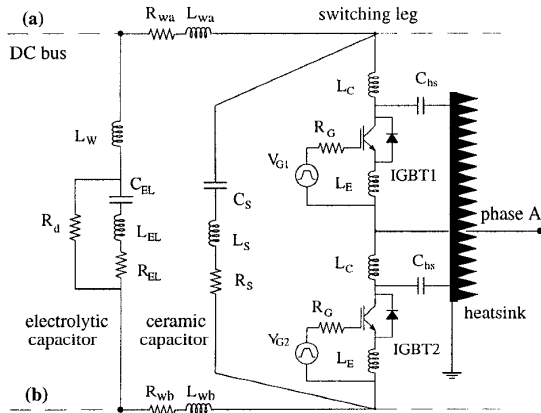 (a)
R_wa
L_wa
switching leg
DC bus
L_C
C_hs
L_W
R_G
V_G1
C_EL
C_S
L_E
IGBT1
phase A
R_d
L_EL
L_S
L_C
C_hs
R_EL
R_S
R_G
heatsink
electrolytic
capacitor
ceramic
capacitor
V_G2
L_E
IGBT2
(b)
R_wb
L_wb